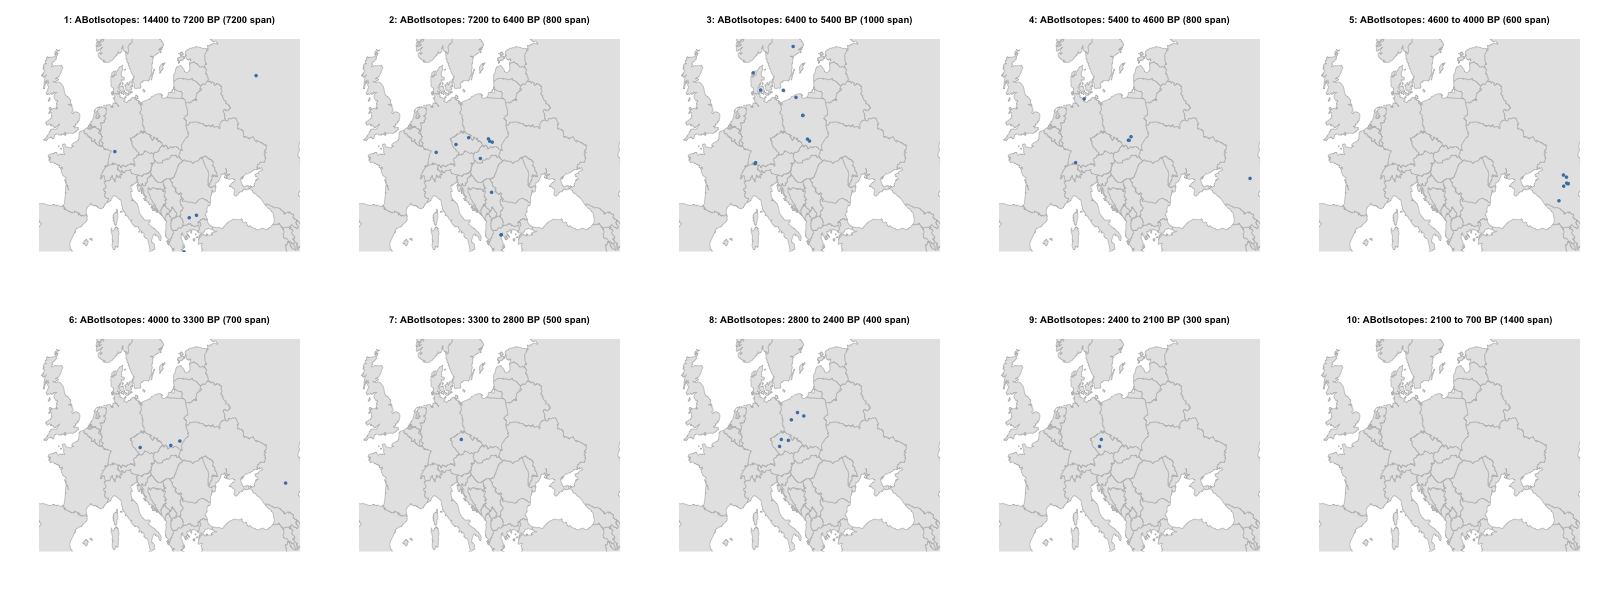 1: ABotIsotopes: 14400 to 7200 BP (7200 span)
2: ABotIsotopes: 7200 to 6400 BP (800 span)
3: ABotIsotopes: 6400 to 5400 BP (1000 span)
4: ABotIsotopes: 5400 to 4600 BP (800 span)
5: ABotIsotopes: 4600 to 4000 BP (600 span)
6: ABotIsotopes: 4000 to 3300 BP (700 span)
7: ABotIsotopes: 3300 to 2800 BP (500 span)
8: ABotIsotopes: 2800 to 2400 BP (400 span)
9: ABotIsotopes: 2400 to 2100 BP (300 span)
10: ABotIsotopes: 2100 to 700 BP (1400 span)